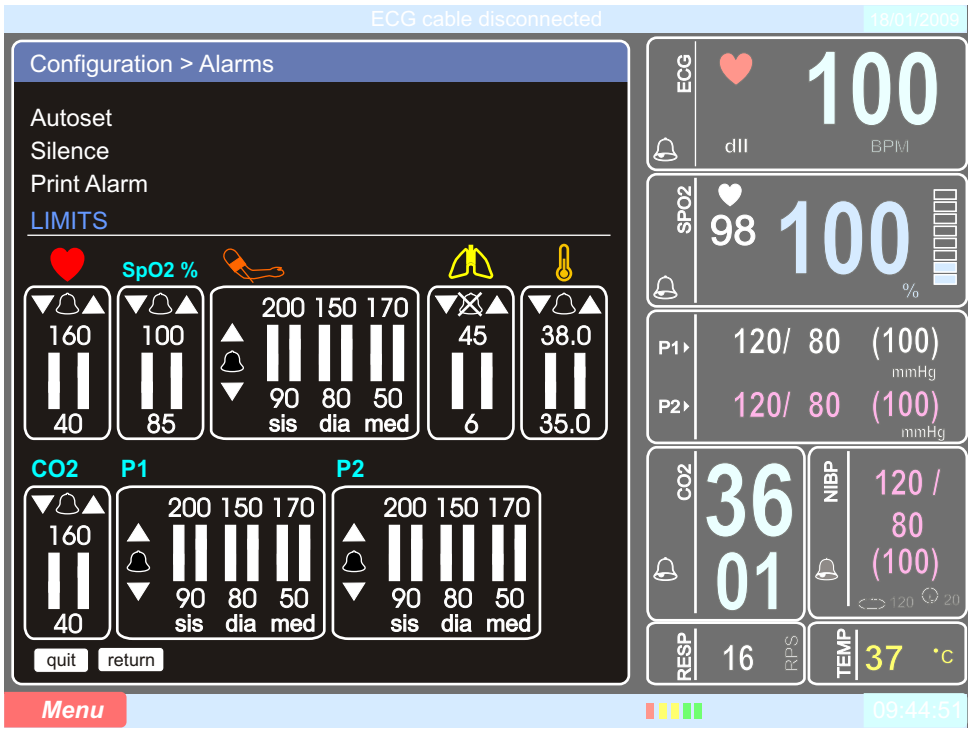 ECG cable disconnected
18/01/2009
Configuration > Alarms
Autoset
Silence
Print Alarm
LIMITS
SpO2 %
160
40
100
85
200 150 170
90 80 50
sis dia med
45
6
38.0
35.0
CO2 P1 P2
160
40
200 150 170
90 80 50
sis dia med
200 150 170
90 80 50
sis dia med
quit return
ECG
100
dII
BPM
SPO2
98
100
%
P1 120/ 80 (100)
mmHg
P2 120/ 80 (100)
mmHg
CO2
36
01
NIBP
120 /
80
(100)
120 20
RESP
16
RPS
TEMP
37
°C
Menu
09:44:51